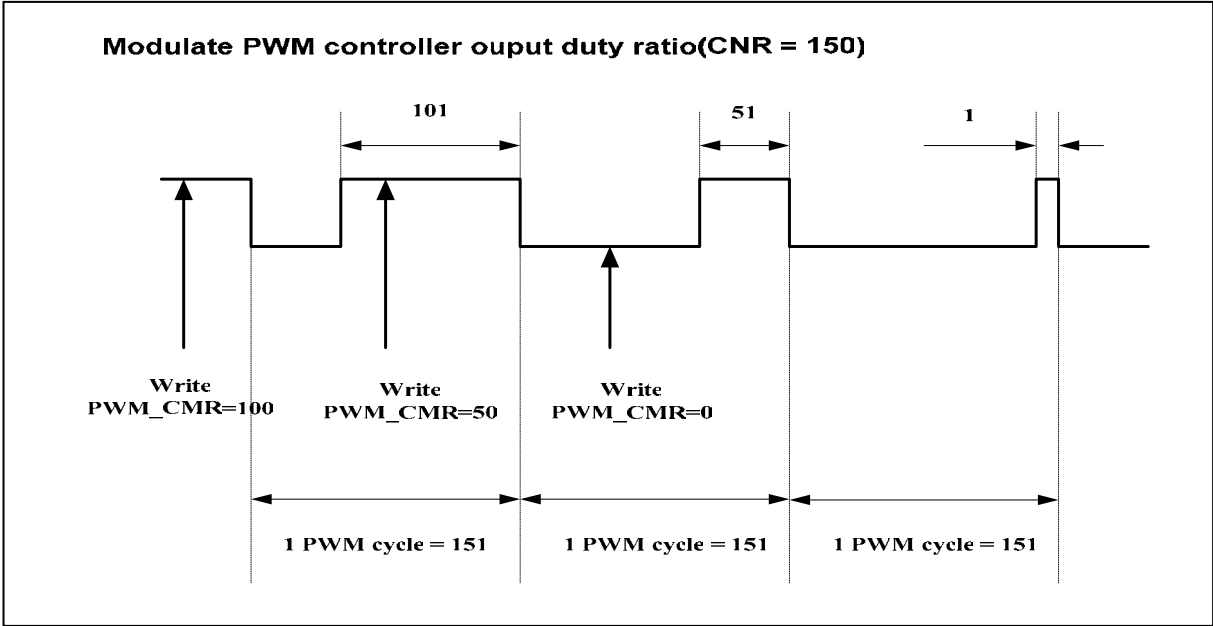 Modulate PWM controller ouput duty ratio(CNR = 150)
101
51
1
Write
PWM_CMR=100
Write
PWM_CMR=50
Write
PWM_CMR=0
1 PWM cycle = 151
1 PWM cycle = 151
1 PWM cycle = 151